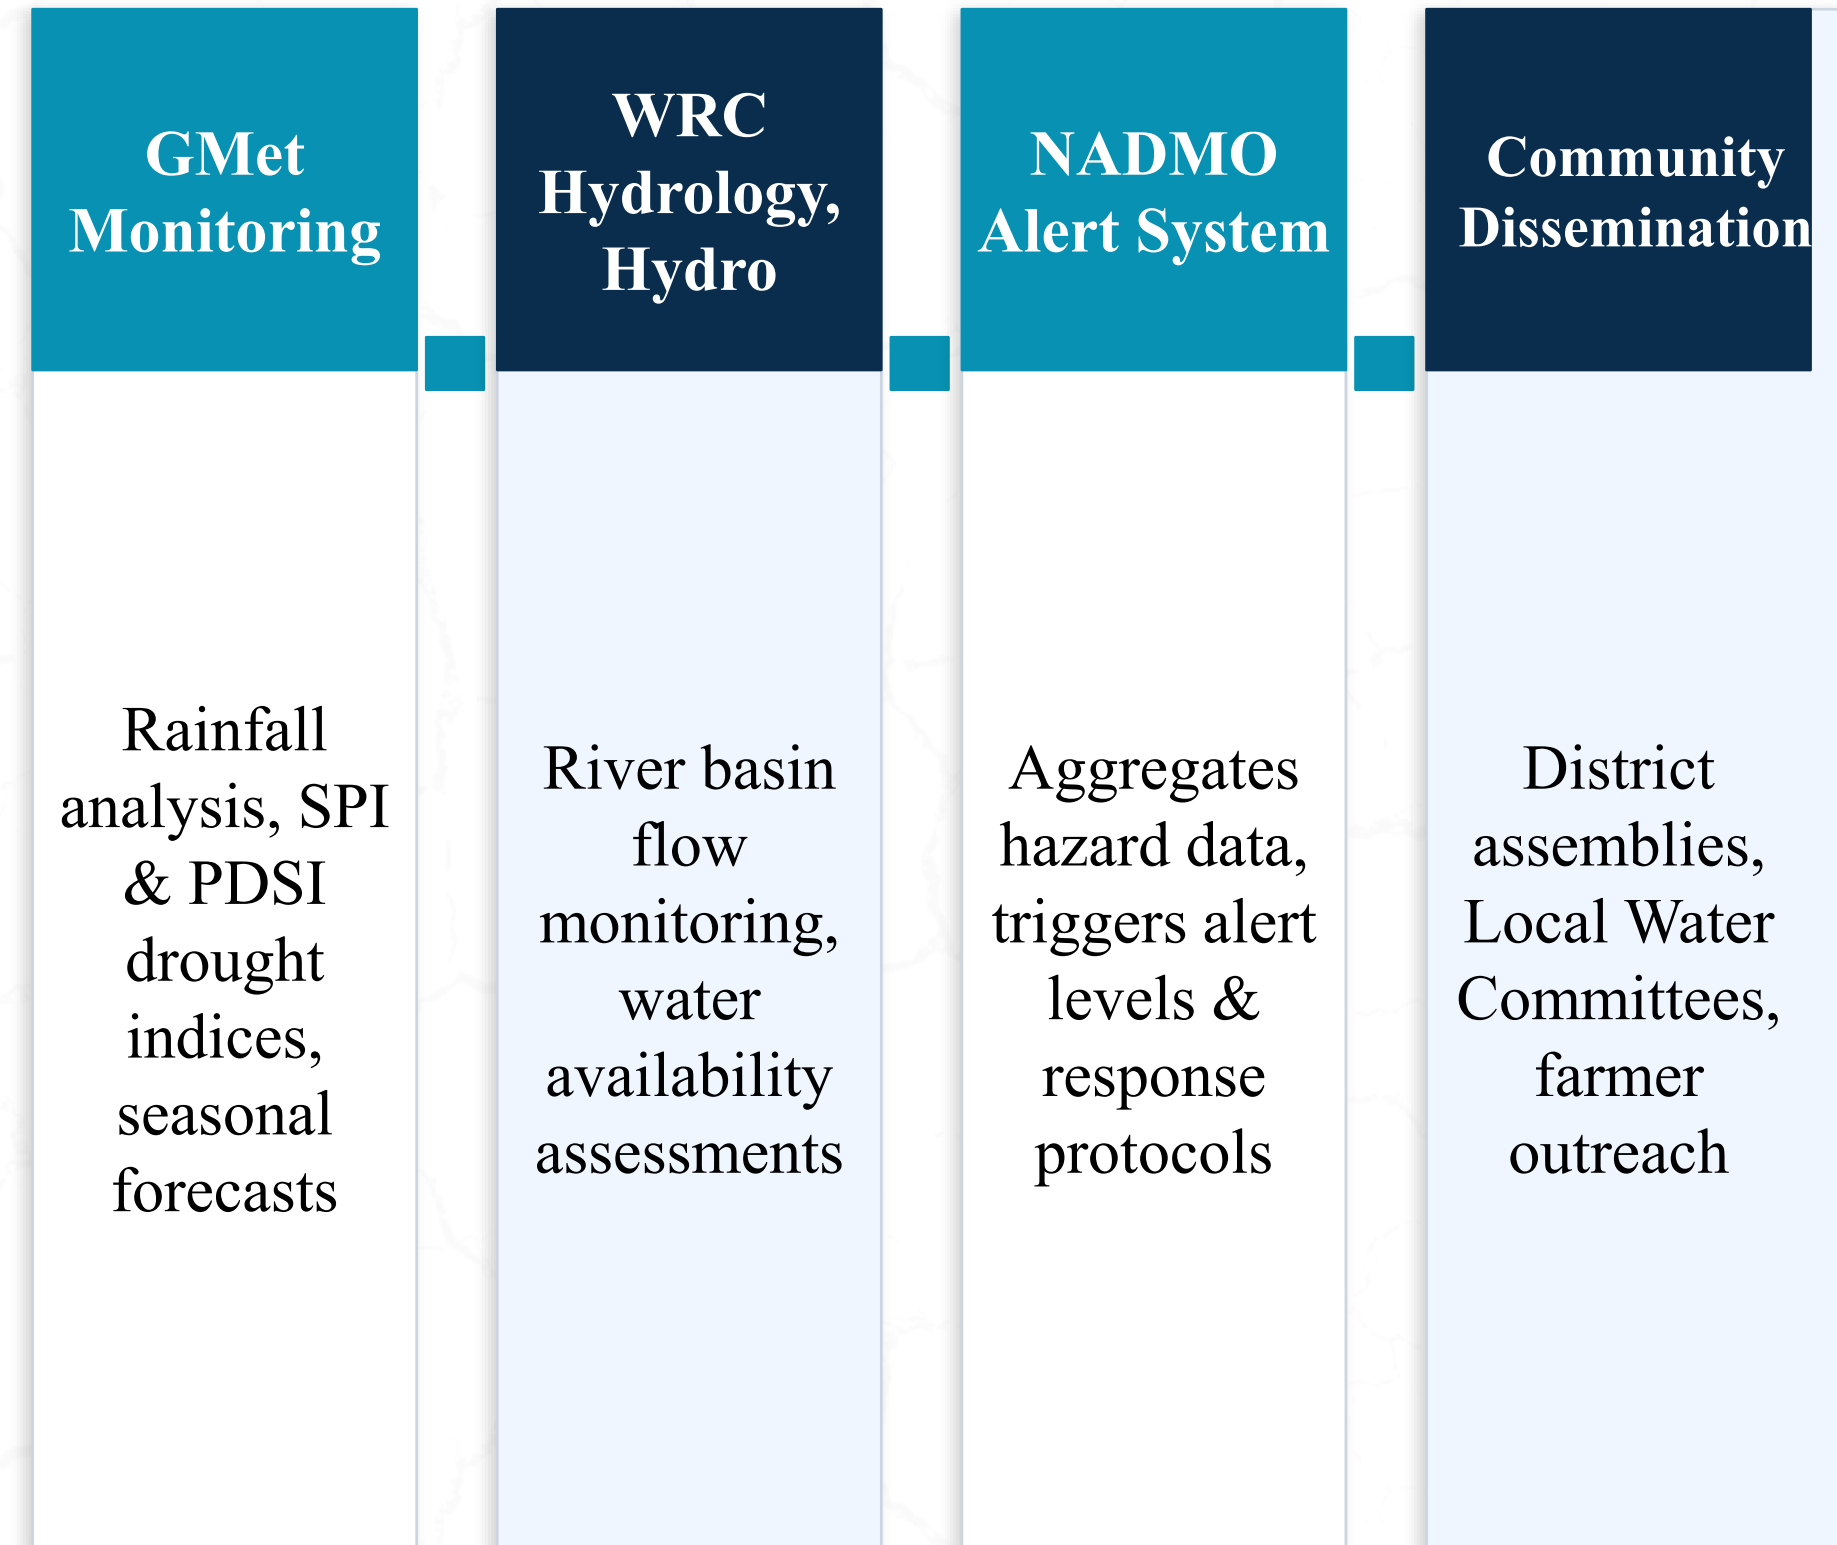 GMet
Monitoring
Rainfall
analysis, SPI
& PDSI
drought
indices,
seasonal
forecasts
WRC
Hydrology,
Hydro
River basin
flow
monitoring,
water
availability
assessments
NADMO
Alert System
Aggregates
hazard data,
triggers alert
levels &
response
protocols
Community
Dissemination
District
assemblies,
Local Water
Committees,
farmer
outreach